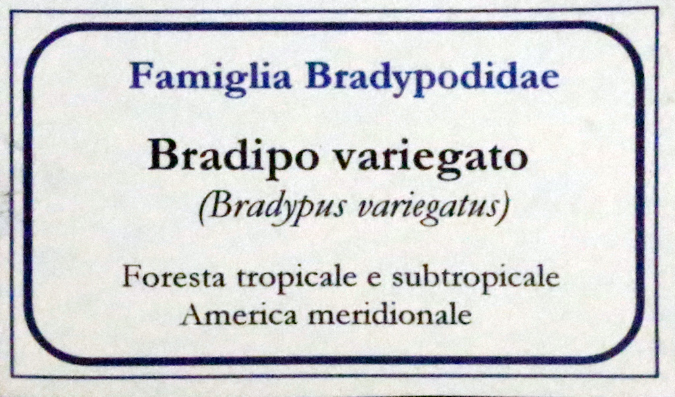 Famiglia Bradypodidae
Bradipo variegato
(Bradypus variegatus)
Foresta tropicale e subtropicale
America meridionale